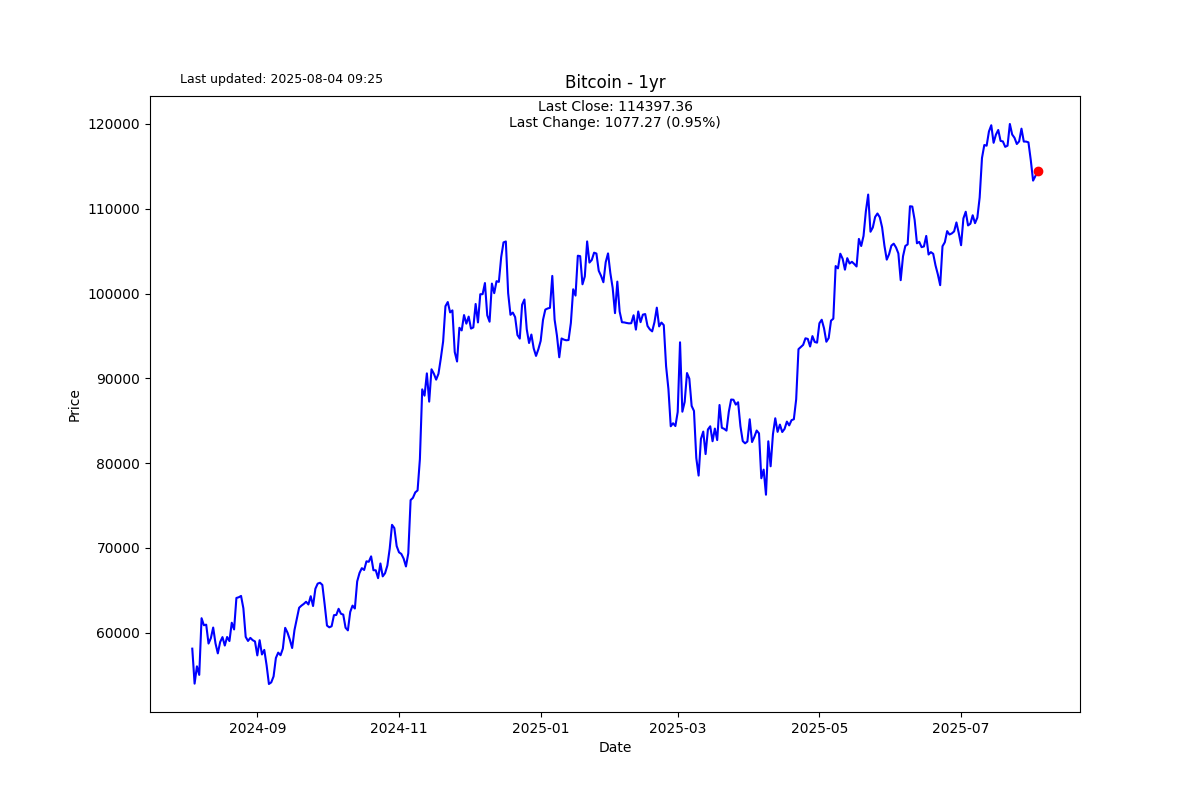 Last updated: 2025-08-04 09:25
Bitcoin - 1yr
Last Close: 114397.36
Last Change: 1077.27 (0.95%)
120000
110000
100000
90000
80000
70000
60000
Price
2024-09
2024-11
2025-01
2025-03
2025-05
2025-07
Date